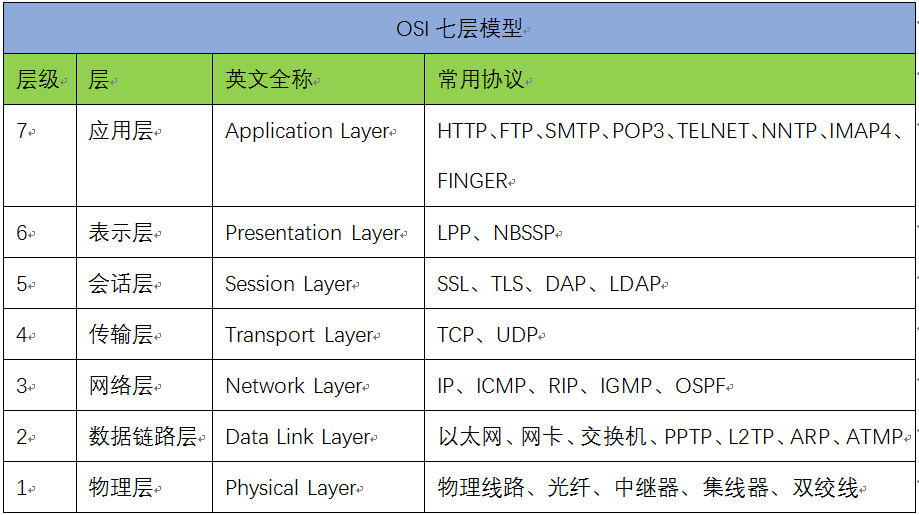 OSI 七层模型
层级 层 英文全称 常用协议
7 应用层 Application Layer HTTP、FTP、SMTP、POP3、TELNET、NNTP、IMAP4、
FINGER
6 表示层 Presentation Layer LPP、NBSSP
5 会话层 Session Layer SSL、TLS、DAP、LDAP
4 传输层 Transport Layer TCP、UDP
3 网络层 Network Layer IP、ICMP、RIP、IGMP、OSPF
2 数据链路层 Data Link Layer 以太网、网卡、交换机、PPTP、L2TP、ARP、ATMP
1 物理层 Physical Layer 物理线路、光纤、中继器、集线器、双绞线